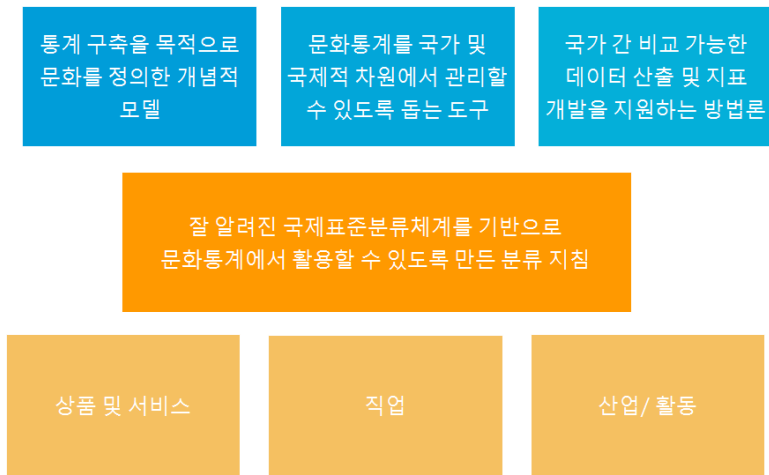 통계 구축을 목적으로
문화를 정의한 개념적
모델
문화통계를 국가 및
국제적 차원에서 관리할
수 있도록 돕는 도구
국가 간 비교 가능한
데이터 산출 및 지표
개발을 지원하는 방법론
잘 알려진 국제표준분류체계를 기반으로
문화통계에서 활용할 수 있도록 만든 분류 지침
상품 및 서비스
직업
산업/ 활동